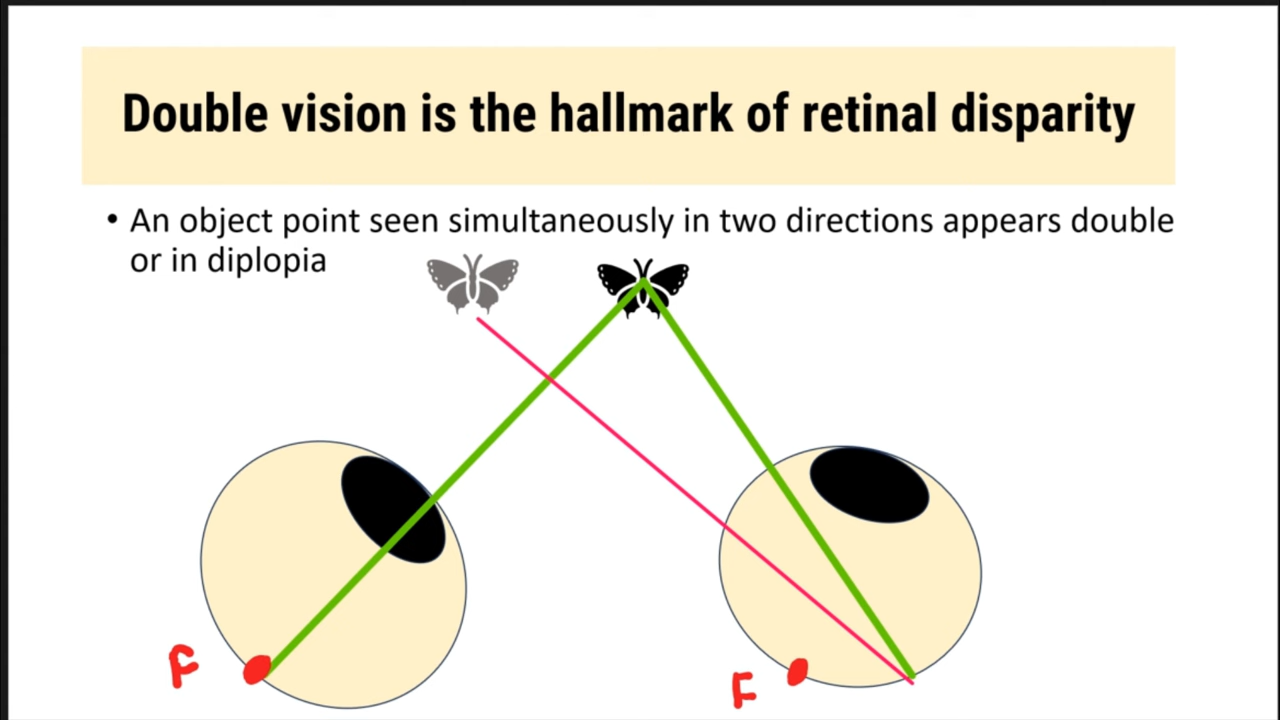 Double vision is the hallmark of retinal disparity
• An object point seen simultaneously in two directions appears double
or in diplopia
F
F